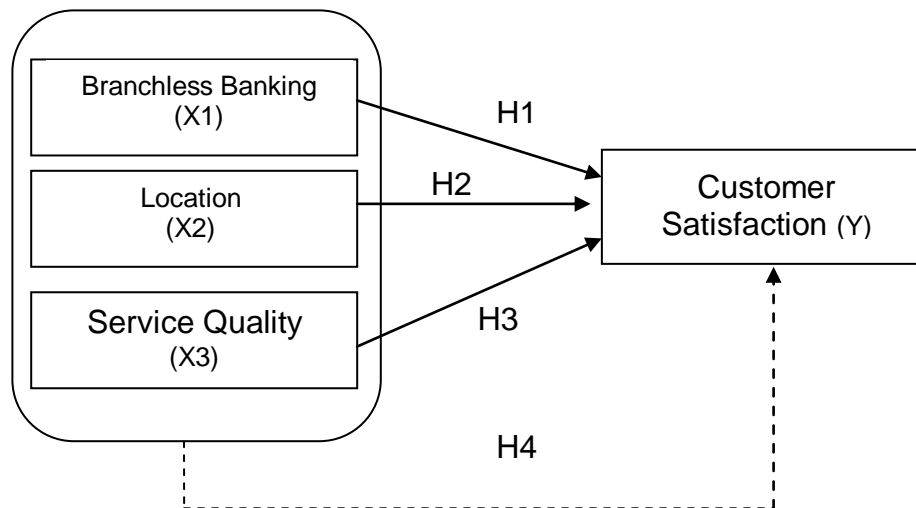 Branchless Banking
(X1)
H1
Location
(X2)
H2
Customer
Satisfaction (Y)
Service Quality
(X3)
H3
H4